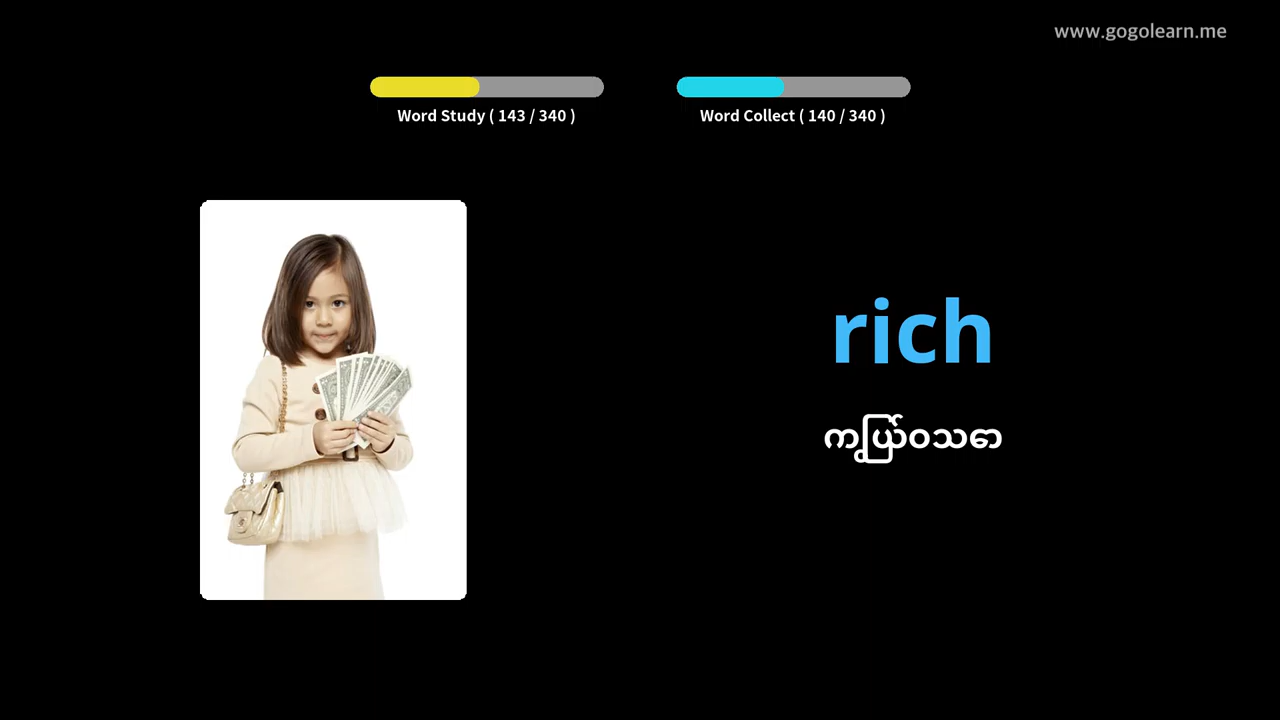 www.gogolearn.me
Word Study ( 143 / 340 )
Word Collect ( 140 / 340 )
rich
ကြွယ်ဝသော